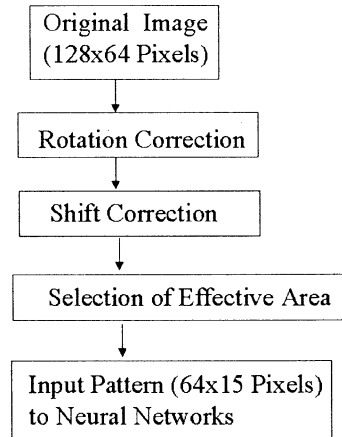 Original Image
(128x64 Pixels)
Rotation Correction
Shift Correction
Selection of Effective Area
Input Pattern (64x15 Pixels)
to Neural Networks